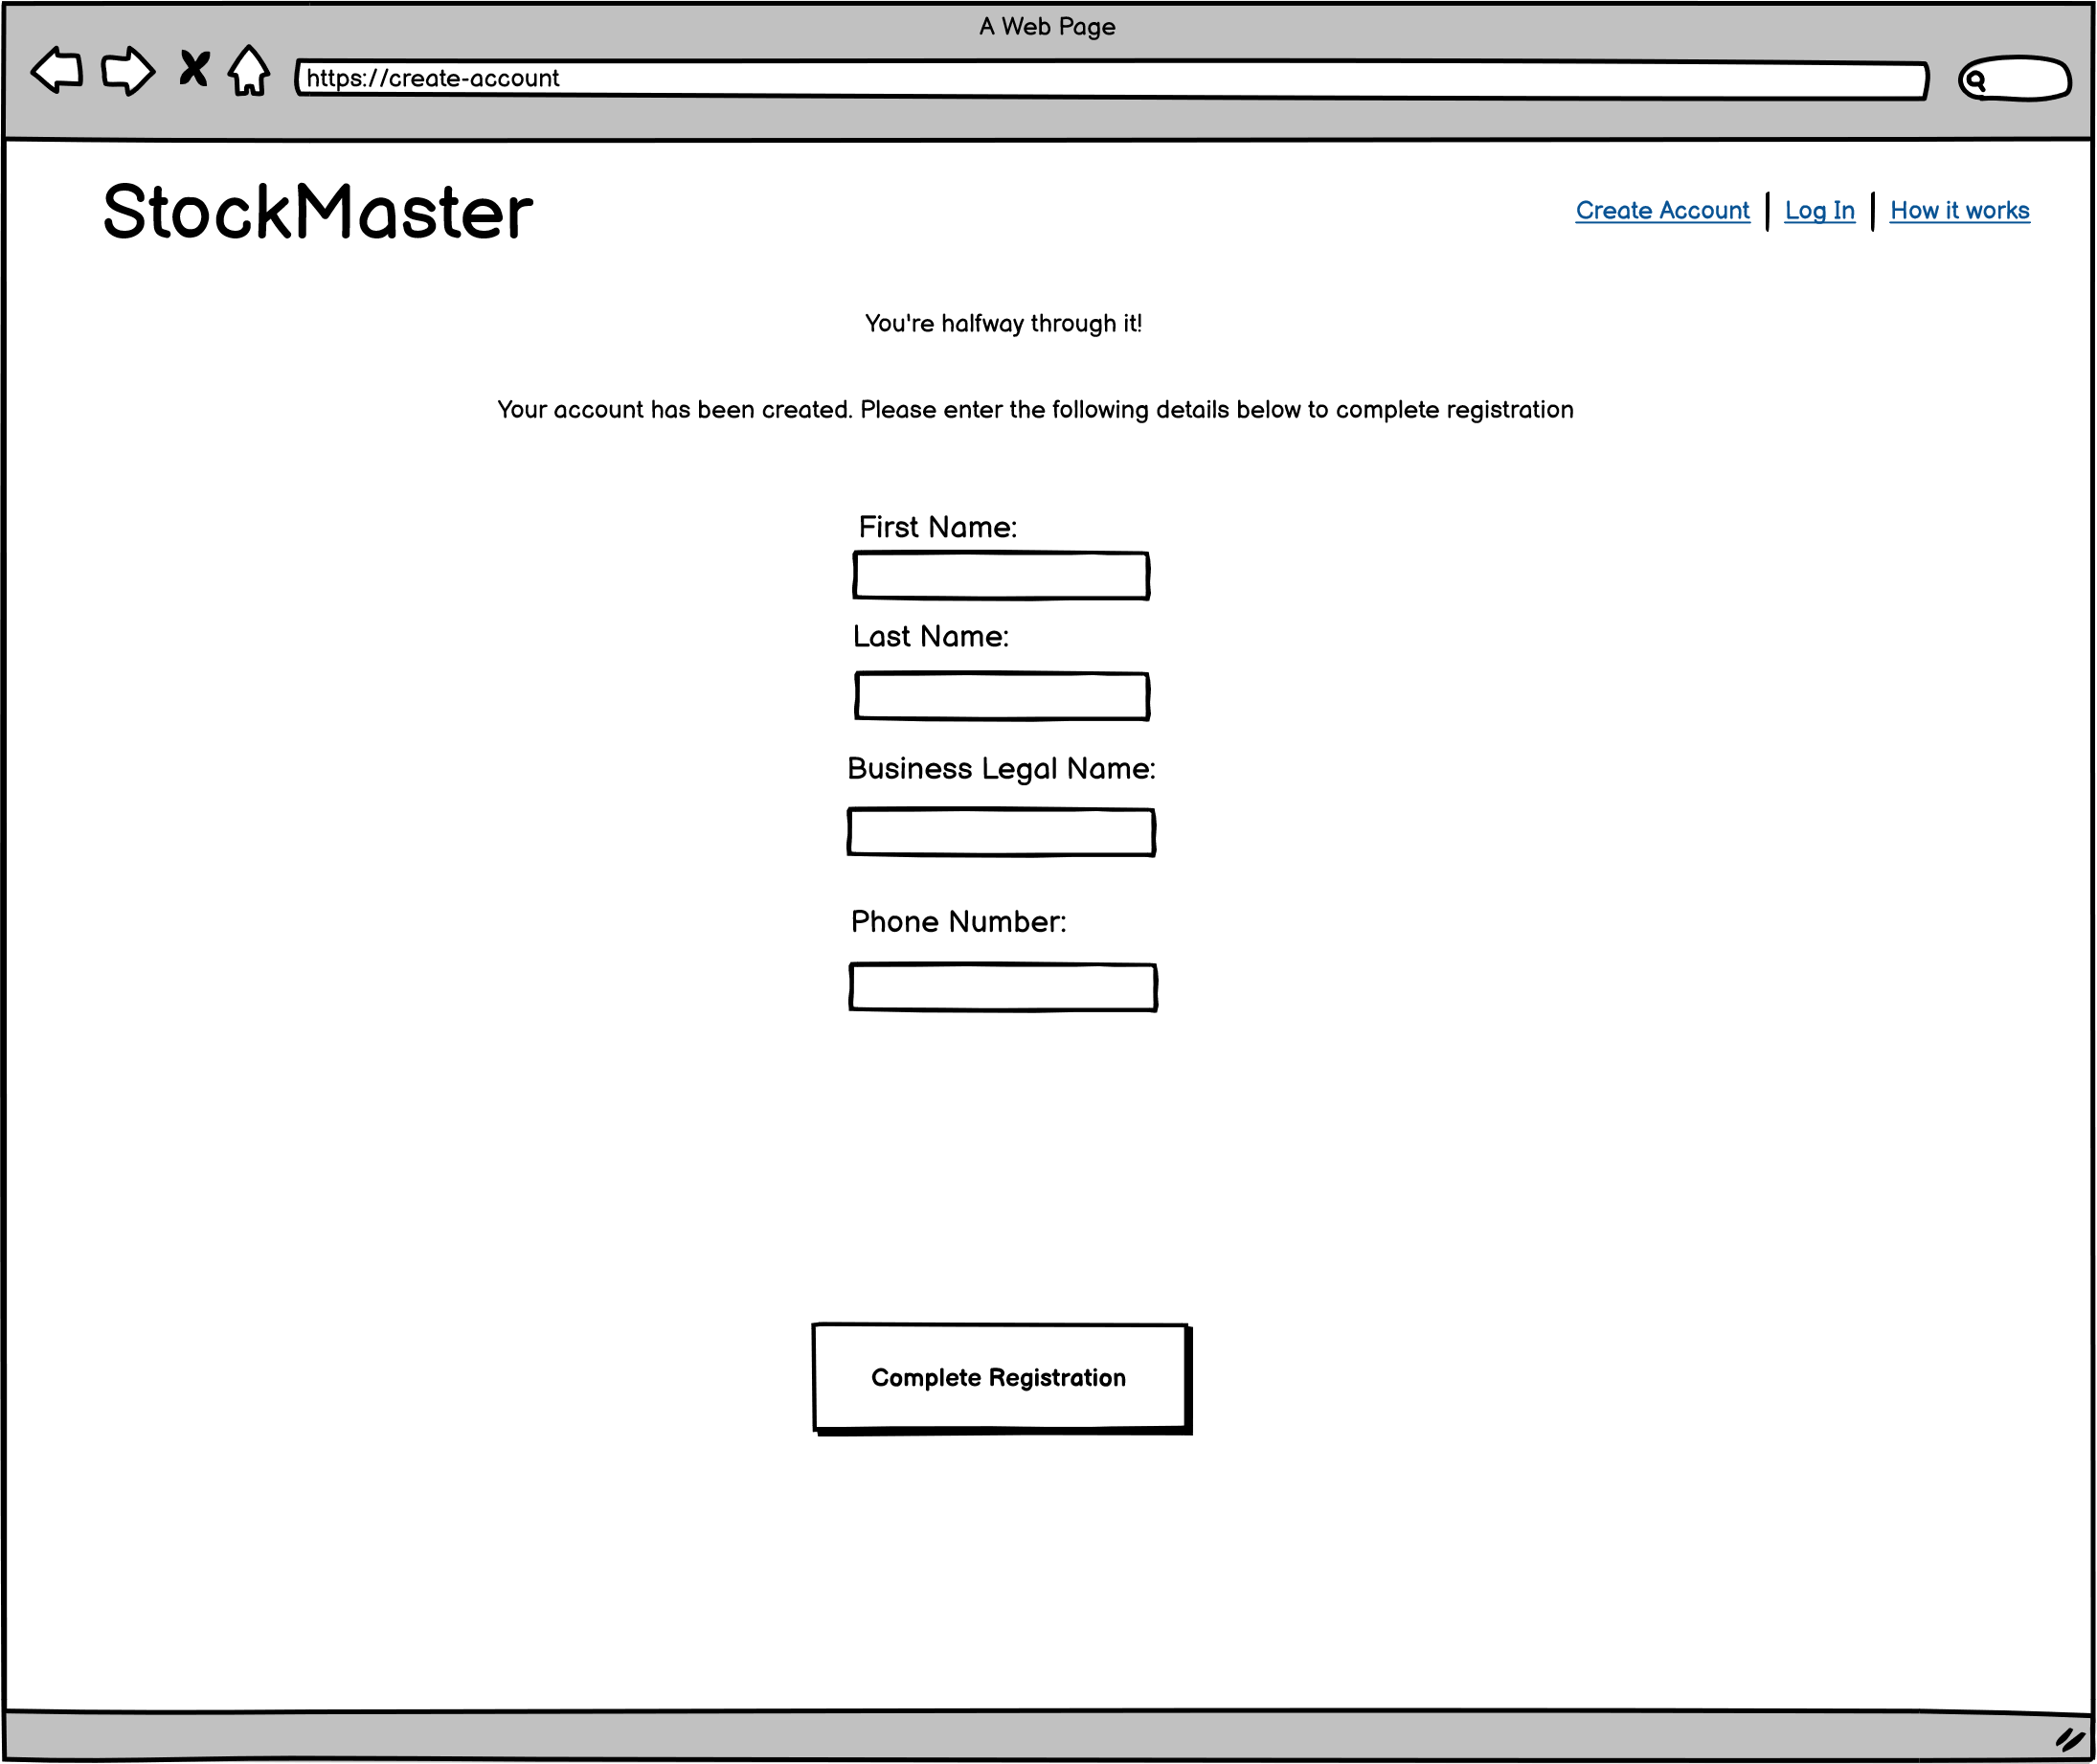 A Web Page
https://create-account
StockMaster
Create Account | Log In | How it works
You're halfway through it!
Your account has been created. Please enter the following details below to complete registration
First Name:
Last Name:
Business Legal Name:
Phone Number:
Complete Registration